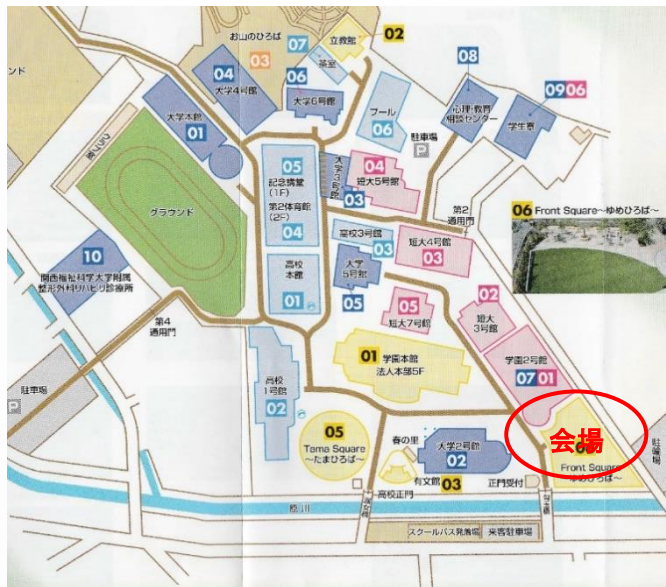 お山のひろば
07
立教館
02
03
茶室
ンド
04
大学4号館
06
大学6号館
08
大学本館
01
プール
06
駐車場
P
心理・教育
相談センター
0906
学生寮
クラブ館
05
記念講堂
(1F)
第2体育館
(2F)
04
大学3号館
03
04
短大5号館
グラウンド
第2
通用門
06 Front Square~ゆめひろば~
高校3号館
03
短大4号館
03
10
関西福祉科学大学附属
整形外科リハビリ診療所
高校
本館
01
大学
5号館
05
02
短大
3号館
05
短大7号館
第4
通用門
01
学園本館
法人本部5F
学園2号館
0701
駐車場
P
高校
1号館
02
05
Tama Square
~たまひろば~
春の里
大学2号館
02
会場
Front Square
~ゆめひろば~
駐輪場
有文館 03
高校正門
正門受付
スクールバス発着場
来客駐車場